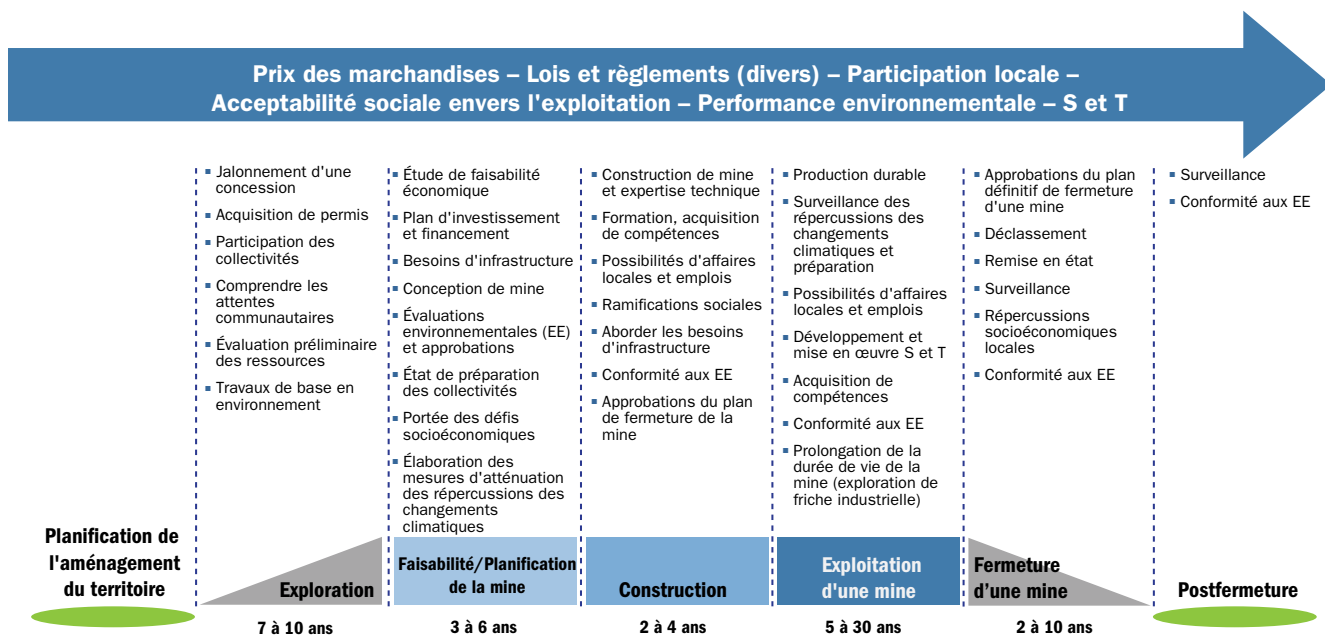 Prix des marchandises – Lois et règlements (divers) – Participation locale –
Acceptabilité sociale envers l'exploitation – Performance environnementale – S et T
▪ Jalonnement d'une
concession
▪ Acquisition de permis
▪ Participation des
collectivités
▪ Comprendre les
attentes
communautaires
▪ Évaluation préliminaire
des ressources
▪ Travaux de base en
environnement
▪ Étude de faisabilité
économique
▪ Plan d'investissement
et financement
▪ Besoins d'infrastructure
▪ Conception de mine
▪ Évaluations
environnementales (EE)
et approbations
▪ État de préparation
des collectivités
▪ Portée des défis
socioéconomiques
▪ Élaboration des
mesures d'atténuation
des répercussions des
changements
climatiques
▪ Construction de mine
et expertise technique
▪ Formation, acquisition
de compétences
▪ Possibilités d'affaires
locales et emplois
▪ Ramifications sociales
▪ Aborder les besoins
d'infrastructure
▪ Conformité aux EE
▪ Approbations du plan
de fermeture de la
mine
▪ Production durable
▪ Surveillance des
répercussions des
changements
climatiques et
préparation
▪ Possibilités d'affaires
locales et emplois
▪ Développement et
mise en œuvre S et T
▪ Acquisition de
compétences
▪ Conformité aux EE
▪ Prolongation de la
durée de vie de la
mine (exploration de
friche industrielle)
▪ Approbations du plan
définitif de fermeture
d'une mine
▪ Déclassement
▪ Remise en état
▪ Surveillance
▪ Répercussions
socioéconomiques
locales
▪ Conformité aux EE
▪ Surveillance
▪ Conformité aux EE
Planification de
l'aménagement
du territoire
Exploration
Faisabilité/Planification
de la mine
Construction
Exploitation
d'une mine
Fermeture
d’une mine
Postfermeture
7 à 10 ans
3 à 6 ans
2 à 4 ans
5 à 30 ans
2 à 10 ans